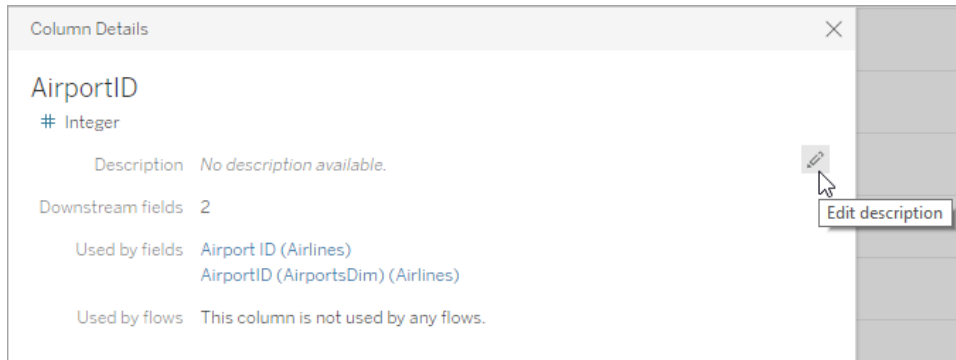 Column Details
AirportID
# Integer
Description No description available.
Downstream fields 2
Edit description
Used by fields Airport ID (Airlines)
AirportID (AirportsDim) (Airlines)
Used by flows This column is not used by any flows.